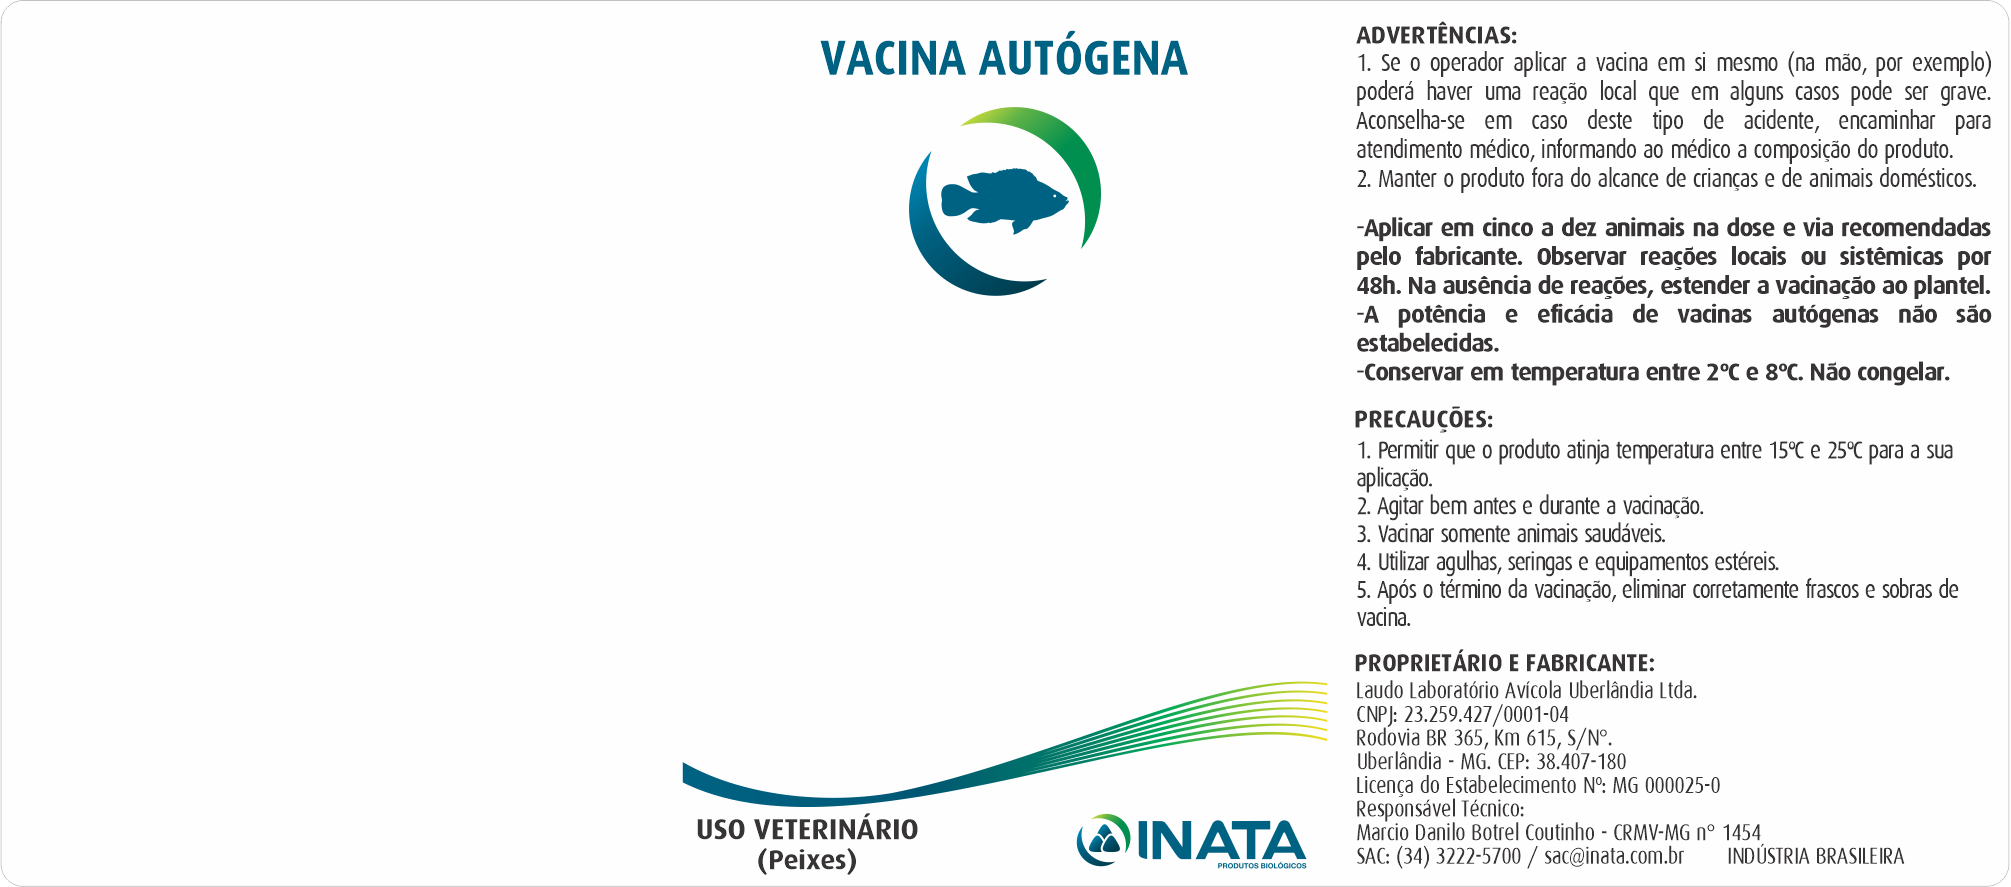 VACINA AUTÓGENA
USO VETERINÁRIO
(Peixes)
INATA
PRODUTOS BIOLÓGICOS
ADVERTÊNCIAS:
1. Se o operador aplicar a vacina em si mesmo (na mão, por exemplo)
poderá haver uma reação local que em alguns casos pode ser grave.
Aconselha-se em caso deste tipo de acidente, encaminhar para
atendimento médico, informando ao médico a composição do produto.
2. Manter o produto fora do alcance de crianças e de animais domésticos.
-Aplicar em cinco a dez animais na dose e via recomendadas
pelo fabricante. Observar reações locais ou sistêmicas por
48h. Na ausência de reações, estender a vacinação ao plantel.
-A potência e eficácia de vacinas autógenas não são
estabelecidas.
-Conservar em temperatura entre 2ºC e 8ºC. Não congelar.
PRECAUÇÕES:
1. Permitir que o produto atinja temperatura entre 15ºC e 25ºC para a sua
aplicação.
2. Agitar bem antes e durante a vacinação.
3. Vacinar somente animais saudáveis.
4. Utilizar agulhas, seringas e equipamentos estéreis.
5. Após o término da vacinação, eliminar corretamente frascos e sobras de
vacina.
PROPRIETÁRIO E FABRICANTE:
Laudo Laboratório Avícola Uberlândia Ltda.
CNPJ: 23.259.427/0001-04
Rodovia BR 365, Km 615, S/N°.
Uberlândia - MG. CEP: 38.407-180
Licença do Estabelecimento Nº: MG 000025-0
Responsável Técnico:
Marcio Danilo Botrel Coutinho - CRMV-MG n° 1454
SAC: (34) 3222-5700 / sac@inata.com.br INDÚSTRIA BRASILEIRA